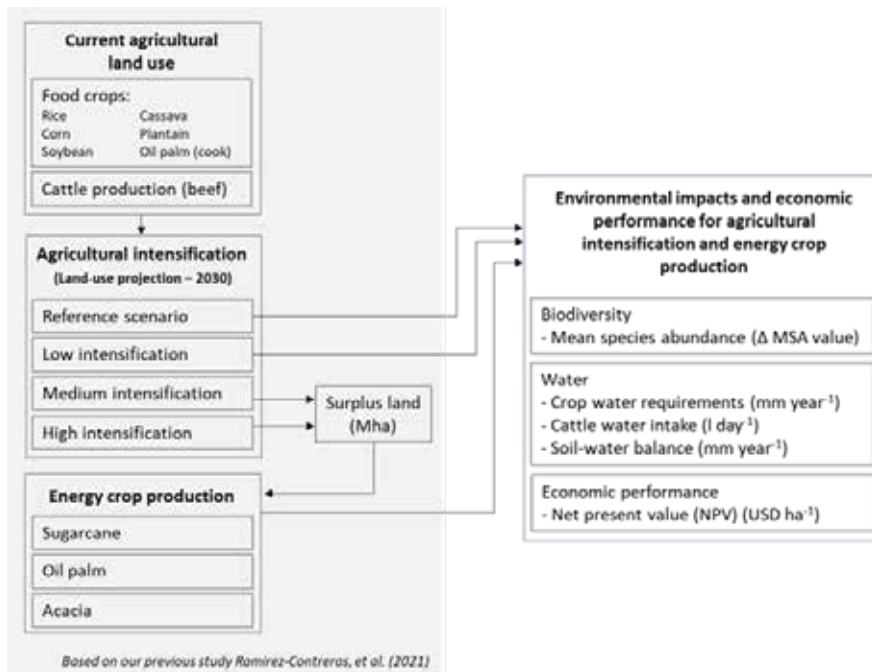 Current agricultural
land use
Food crops:
Rice Cassava
Corn Plantain
Soybean Oil palm (cook)
Cattle production (beef)
Agricultural intensification
(Land-use projection – 2030)
Reference scenario
Low intensification
Medium intensification
High intensification
Surplus land
(Mha)
Energy crop production
Sugarcane
Oil palm
Acacia
Based on our previous study Ramirez-Contreras, et al. (2021)
Environmental impacts and economic
performance for agricultural
intensification and energy crop
production
Biodiversity
- Mean species abundance (Δ MSA value)
Water
- Crop water requirements (mm year⁻¹)
- Cattle water intake (l day⁻¹)
- Soil-water balance (mm year⁻¹)
Economic performance
- Net present value (NPV) (USD ha⁻¹)